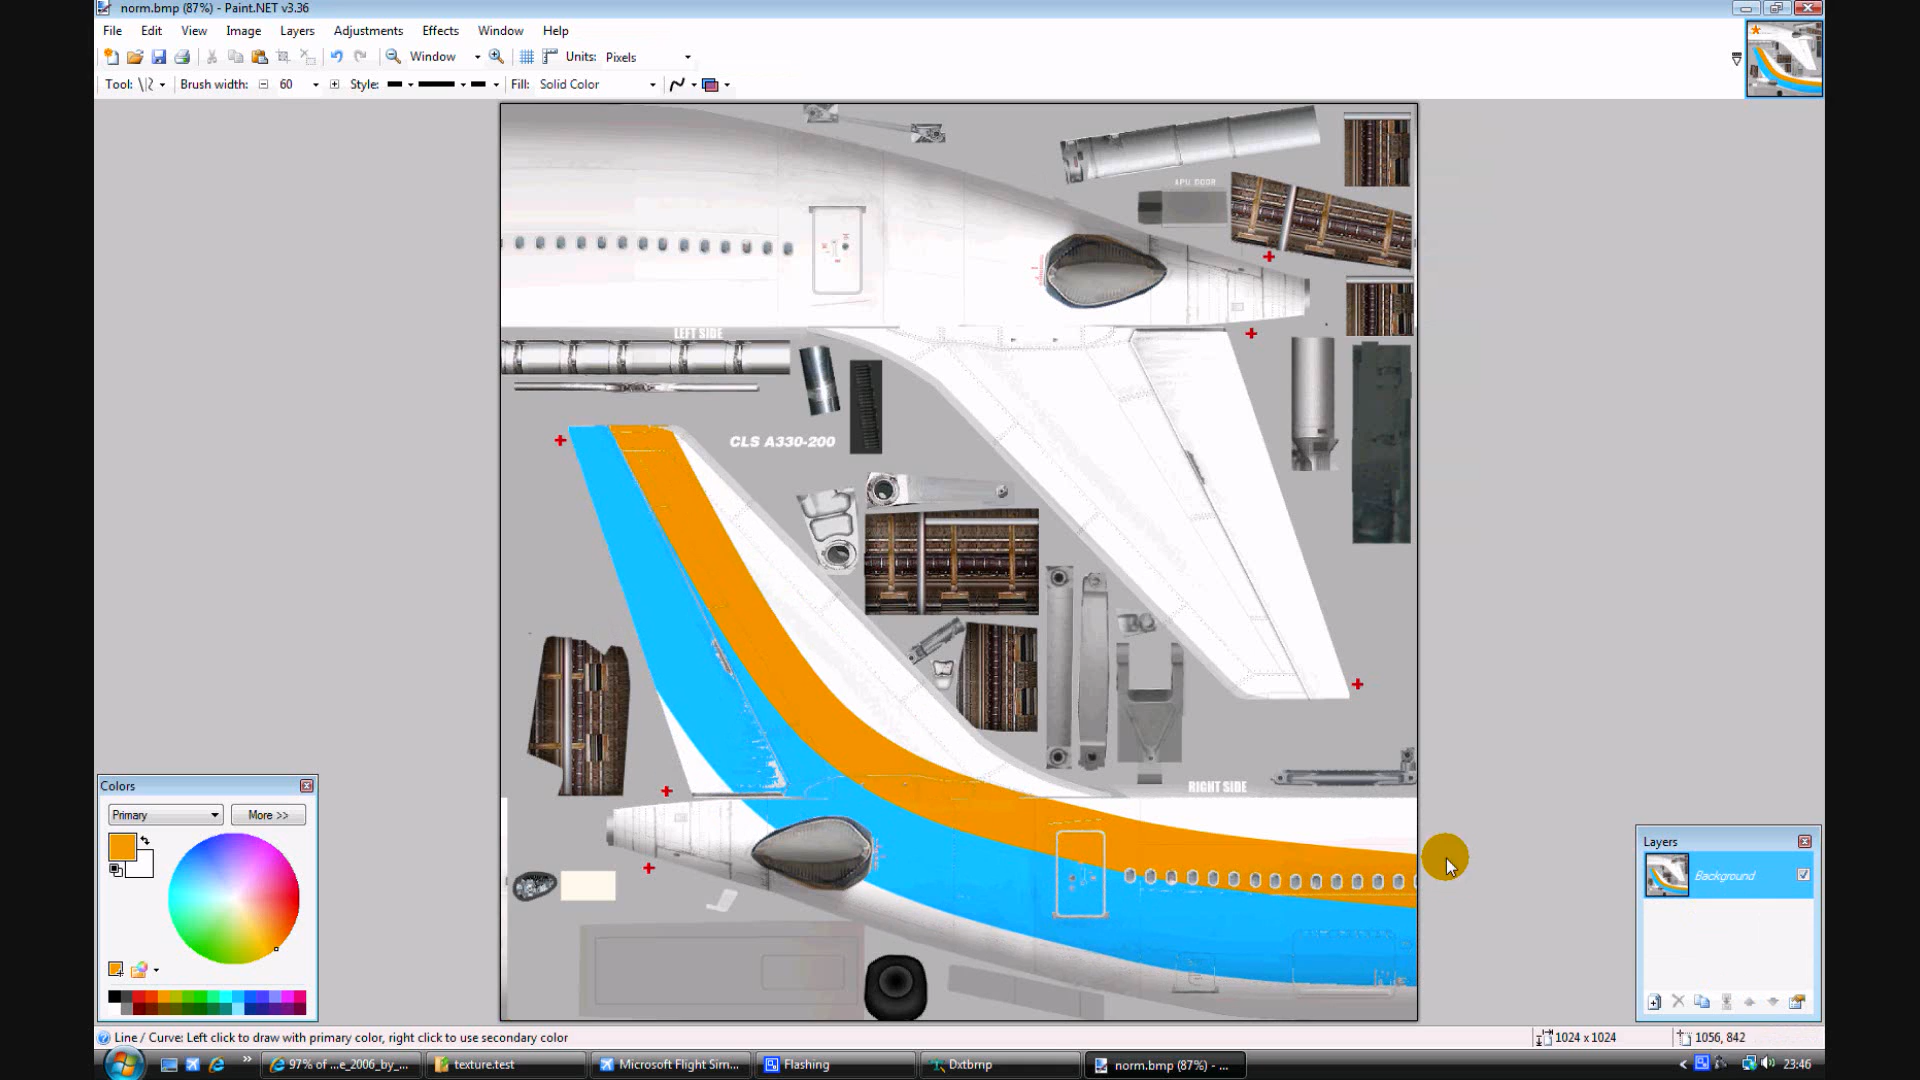 norm.bmp (87%) - Paint.NET v3.36
File Edit View Image Layers Adjustments Effects Window Help
Window Units: Pixels
Tool: Brush width: 60 Style: Fill: Solid Color
APU DOOR
LEFT SIDE
CLS A330-200
RIGHT SIDE
Colors
Primary More >>
Layers
Background
Line / Curve: Left click to draw with primary color, right click to use secondary color
1024 x 1024
1056, 842
97% of ...e_2006_by_...
texture.test
Microsoft Flight Sim...
Flashing
Dxtbmp
norm.bmp (87%) - ...
23:46